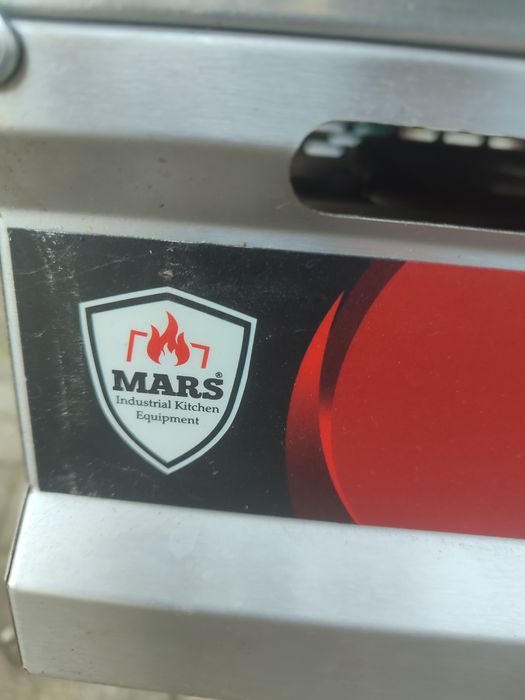 MARS®
Industrial Kitchen
Equipment